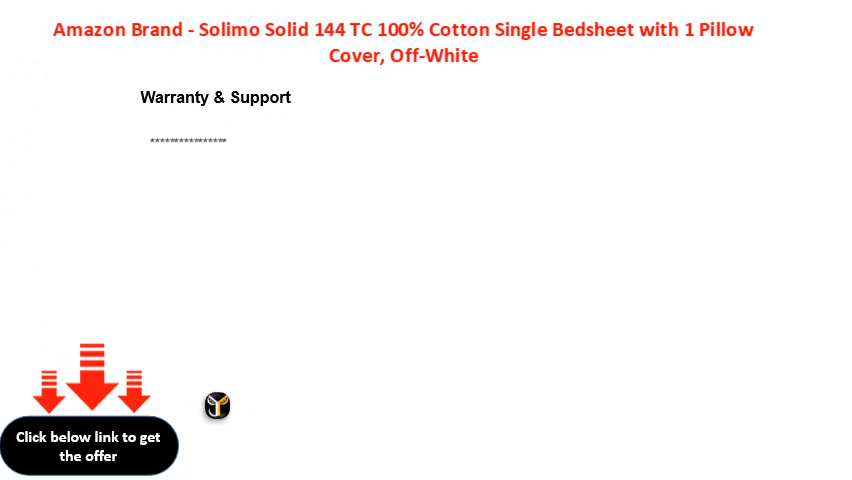 Amazon Brand - Solimo Solid 144 TC 100% Cotton Single Bedsheet with 1 Pillow
Cover, Off-White
Warranty & Support
****************
Click below link to get
the offer